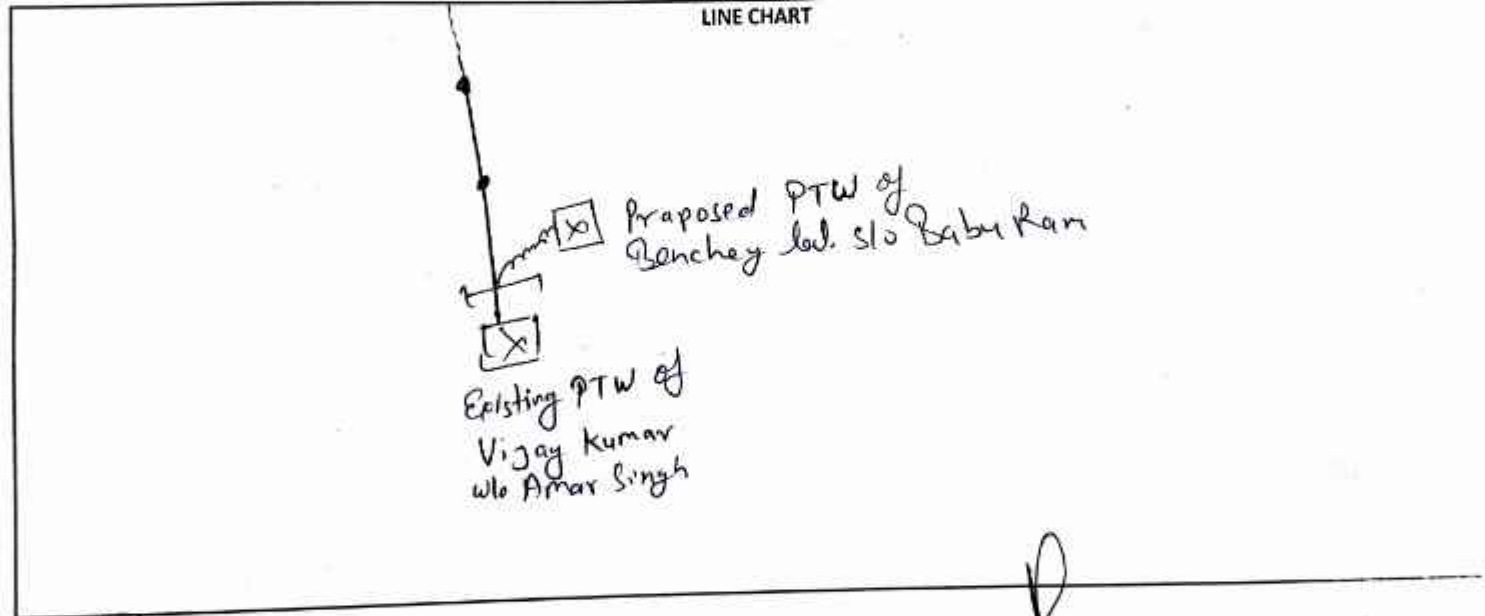 LINE CHART
Praposed PTW of
Benchey lal. s/o Babu Ram
Existing PTW of
Vijay Kumar
w/o Amar Singh